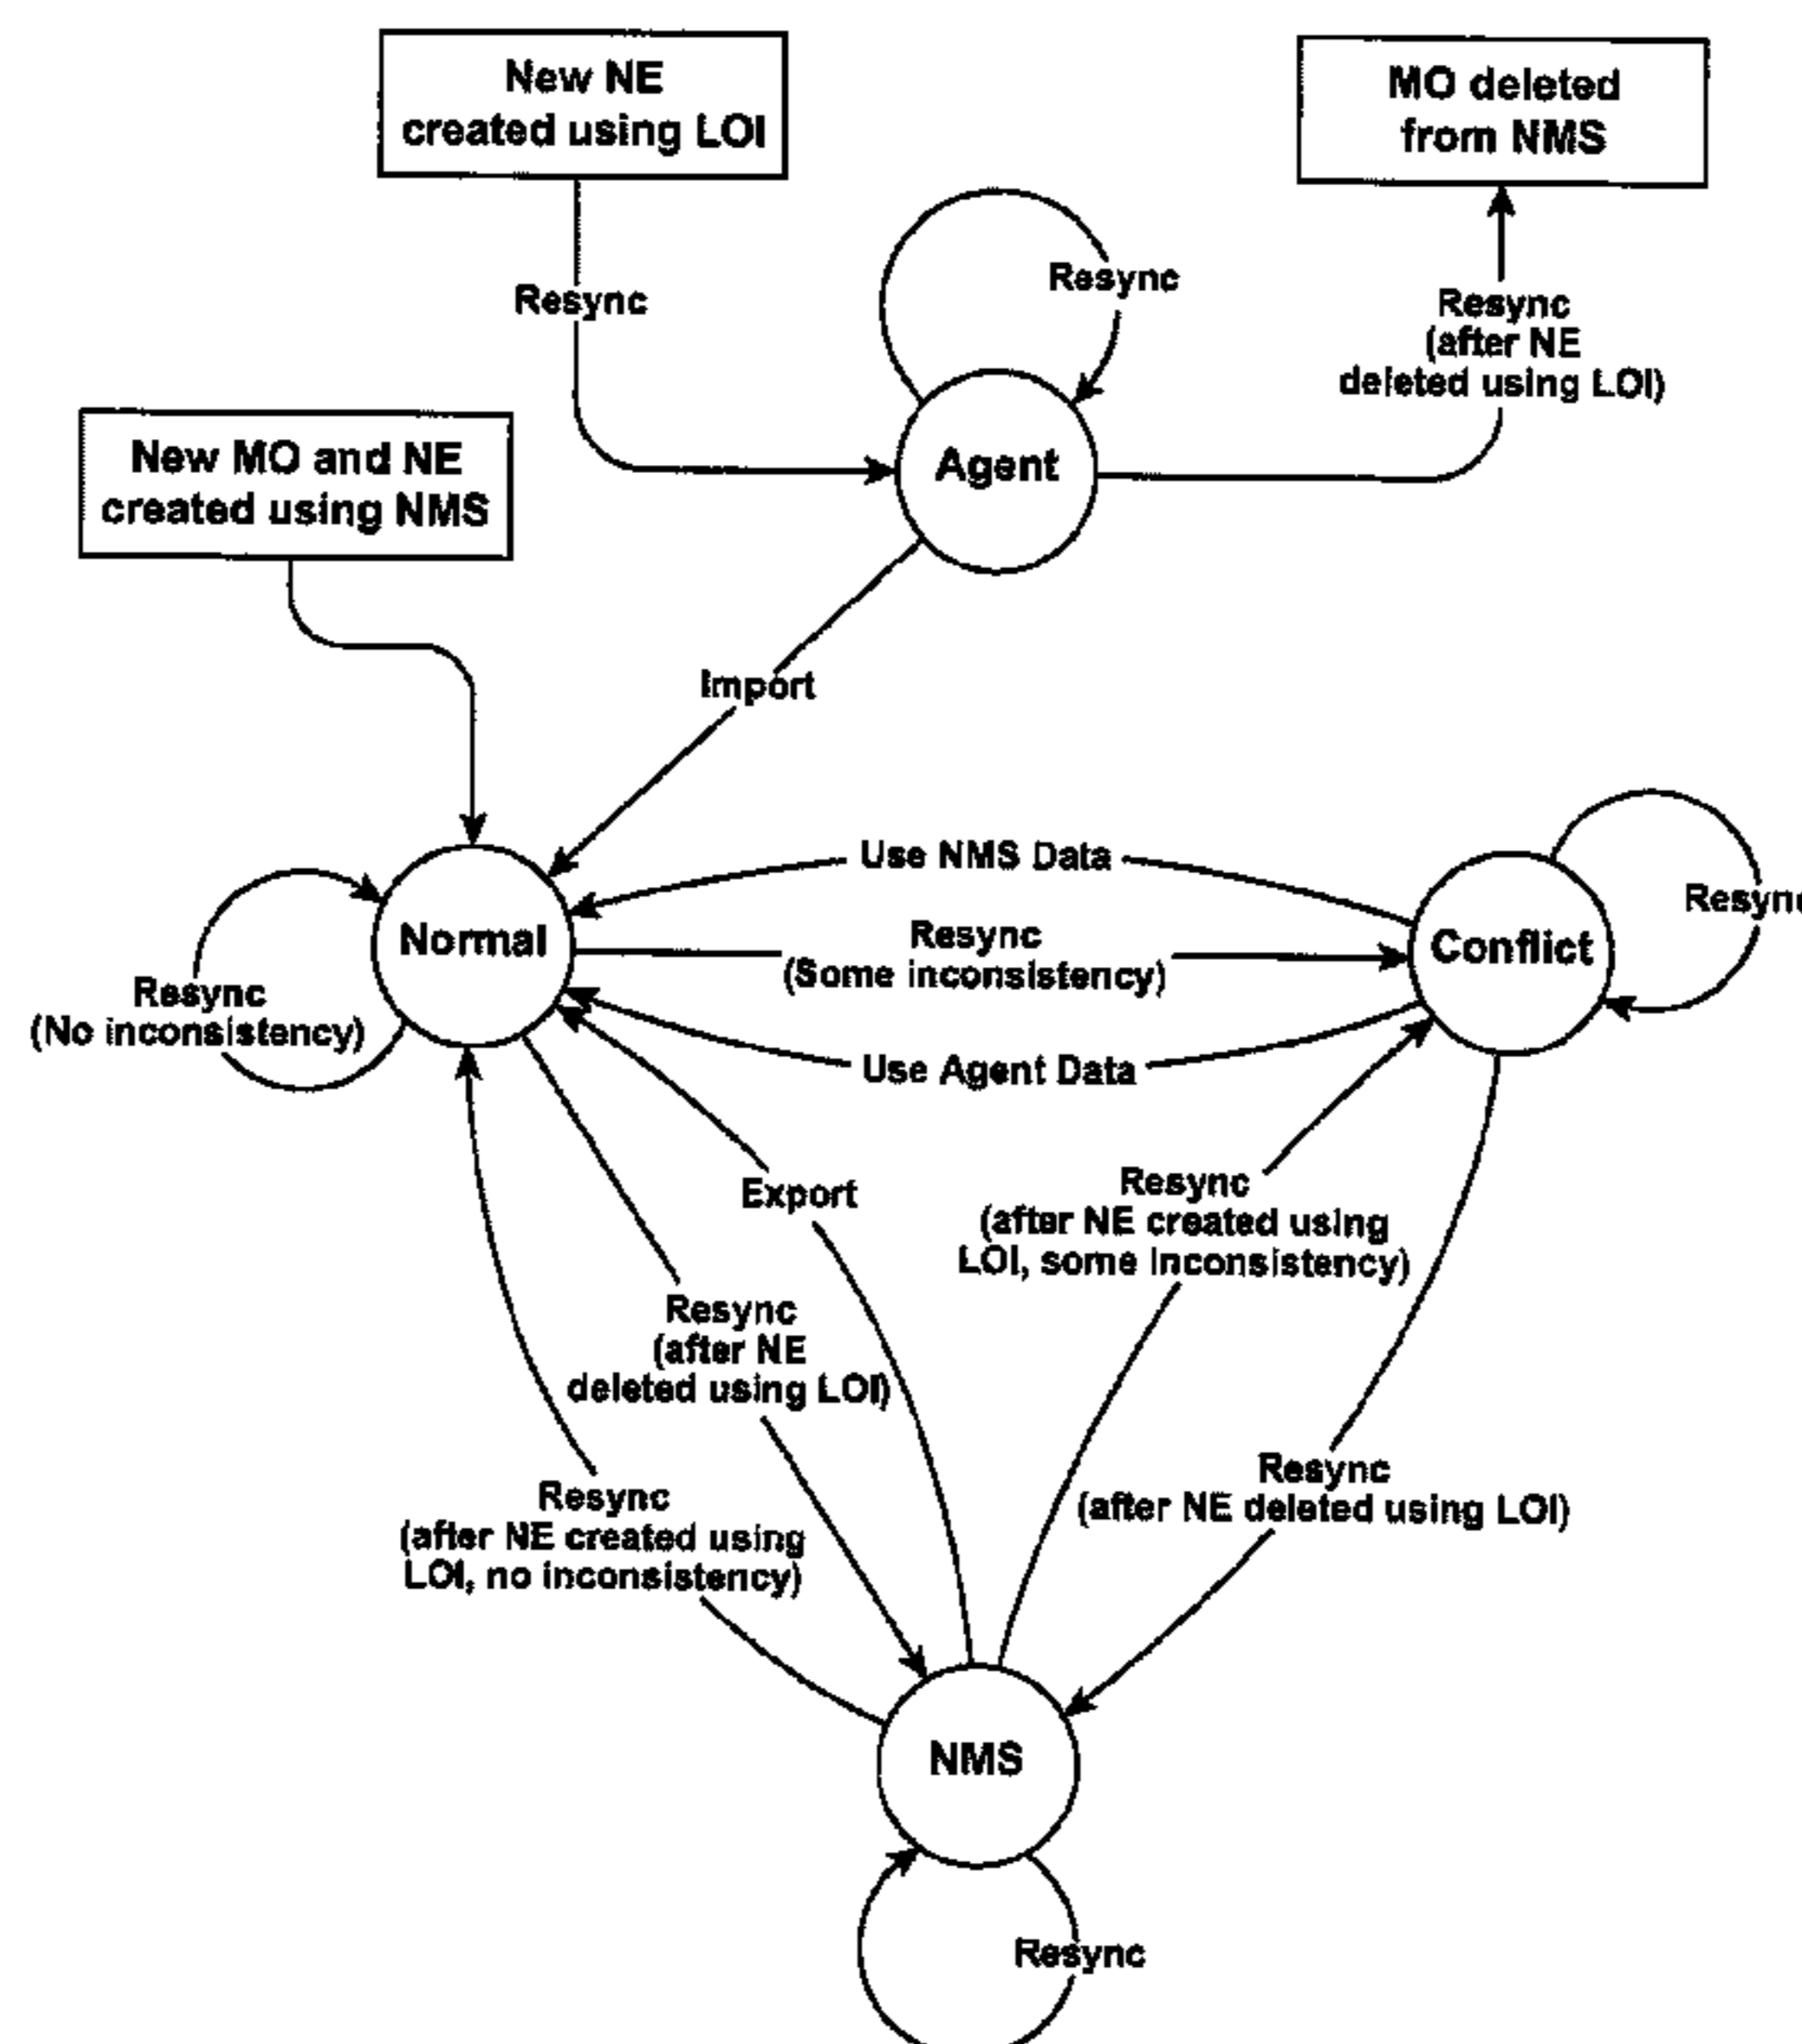 New NE
created using LOI
MO deleted
from NMS
Resync
Resync
Resync
(after NE
deleted using LOI)
New MO and NE
created using NMS
Agent
Import
Use NMS Data
Resync
Normal
Resync
(Some inconsistency)
Conflict
Resync
(No inconsistency)
Use Agent Data
Export
Resync
(after NE created using
LOI, some inconsistency)
Resync
(after NE
deleted using LOI)
Resync
(after NE deleted using LOI)
Resync
(after NE created using
LOI, no inconsistency)
NMS
Resync